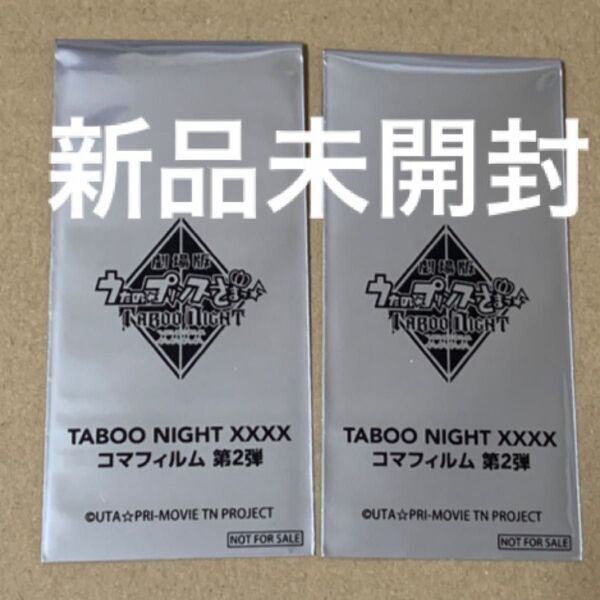 新品未開封
劇場版
うたの☆プリンスさまっ♪
TABOO NIGHT
XXXX
TABOO NIGHT XXXX
コマフィルム 第2弾
©UTA☆PRI-MOVIE TN PROJECT
NOT FOR SALE
劇場版
うたの☆プリンスさまっ♪
TABOO NIGHT
XXXX
TABOO NIGHT XXXX
コマフィルム 第2弾
©UTA☆PRI-MOVIE TN PROJECT
NOT FOR SALE